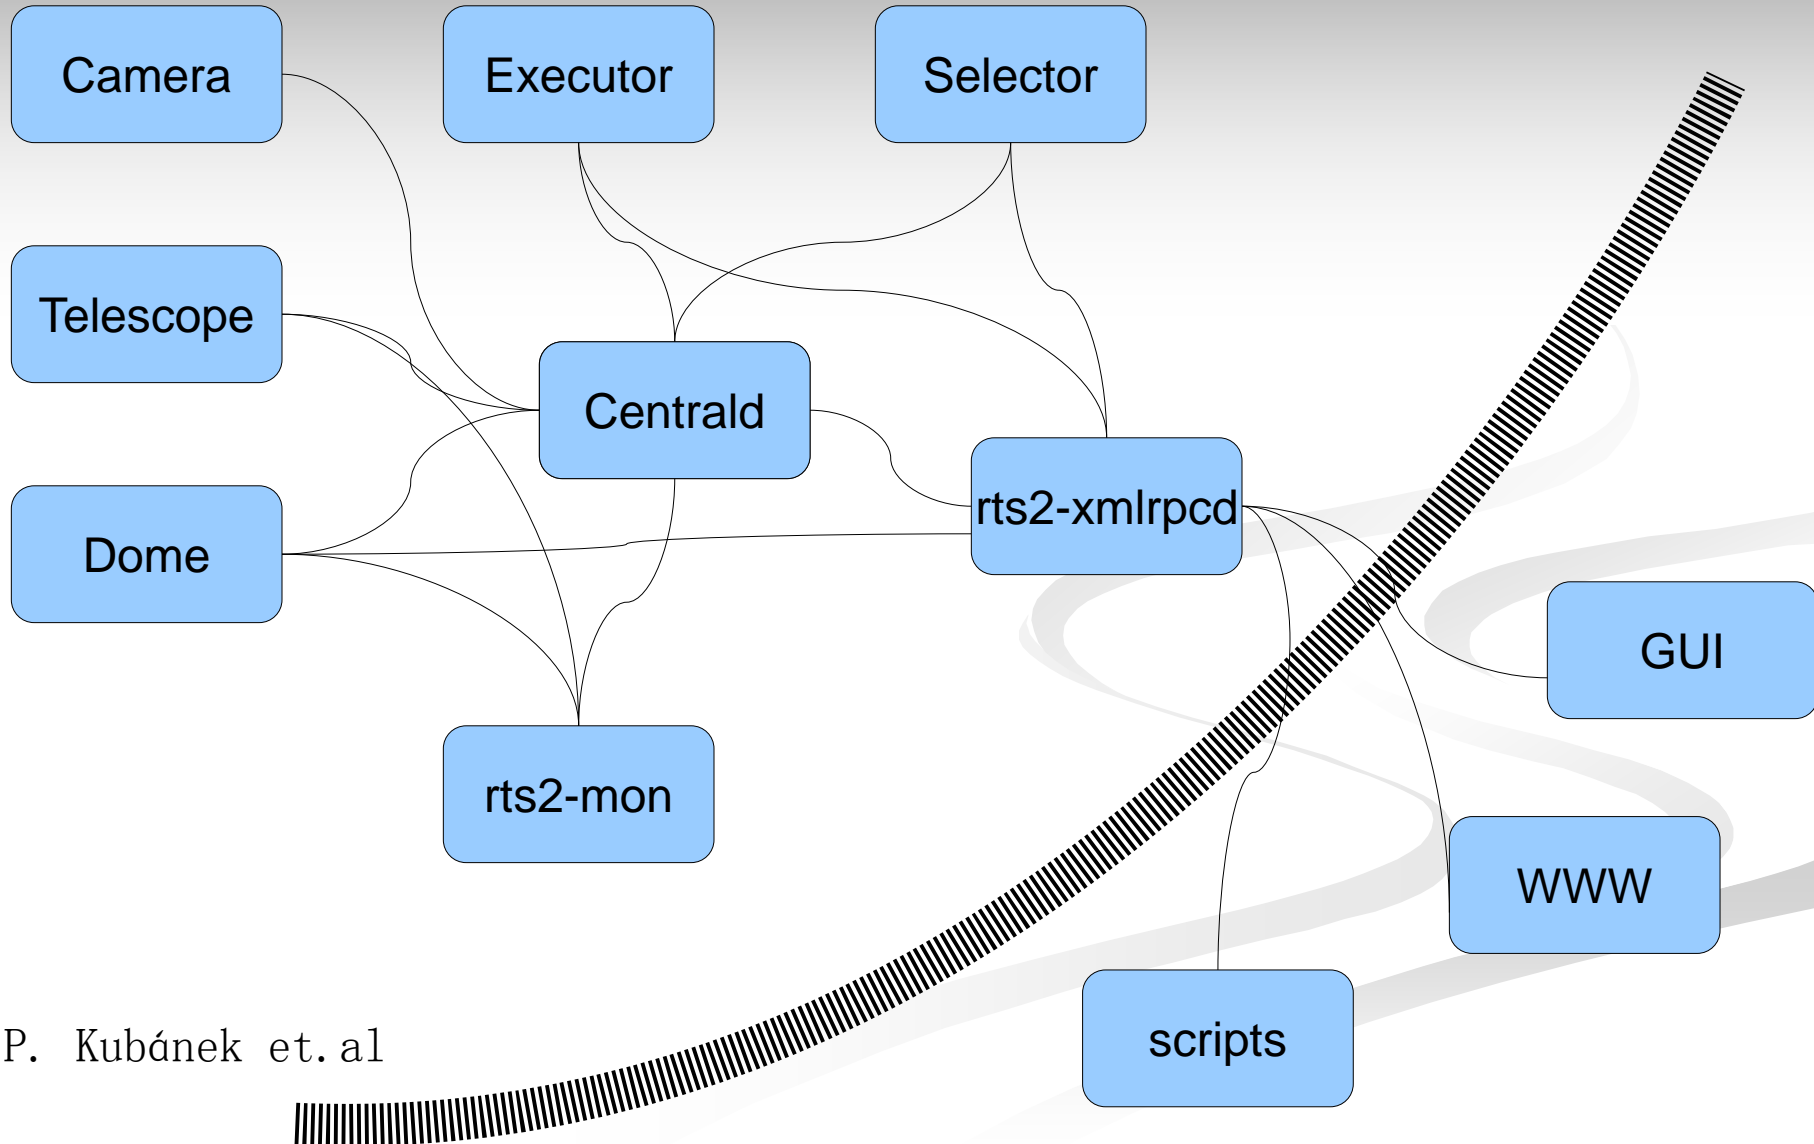 Camera
Executor
Selector
Telescope
Centrald
rts2-xmlrpcd
Dome
GUI
rts2-mon
WWW
scripts
P. Kubánek et.al